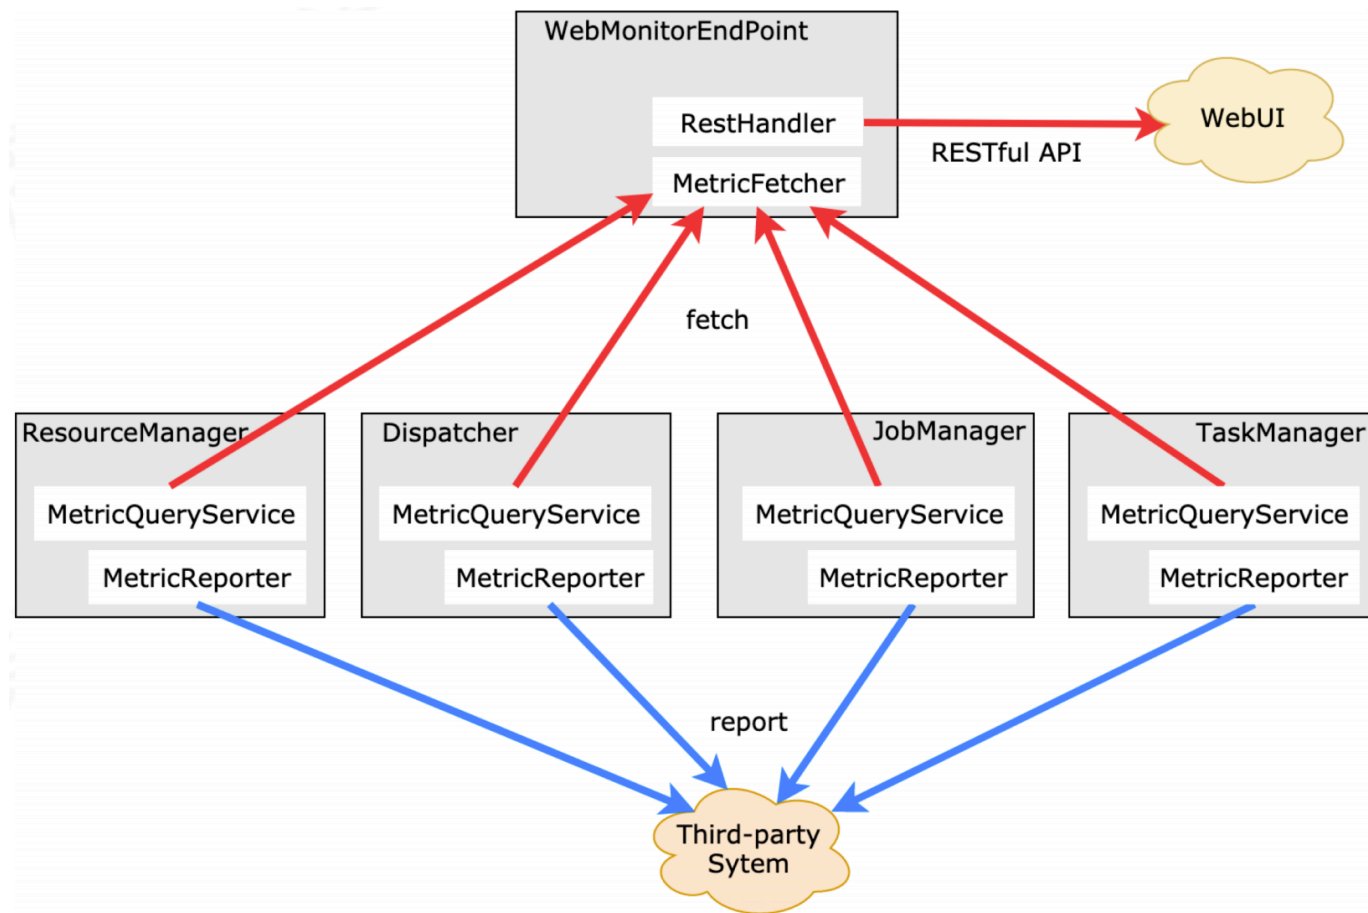 WebMonitorEndPoint
RestHandler
WebUI
RESTful API
MetricFetcher
fetch
ResourceManager
Dispatcher
JobManager
TaskManager
MetricQueryService
MetricQueryService
MetricQueryService
MetricQueryService
MetricReporter
MetricReporter
MetricReporter
MetricReporter
report
Third-party
Sytem